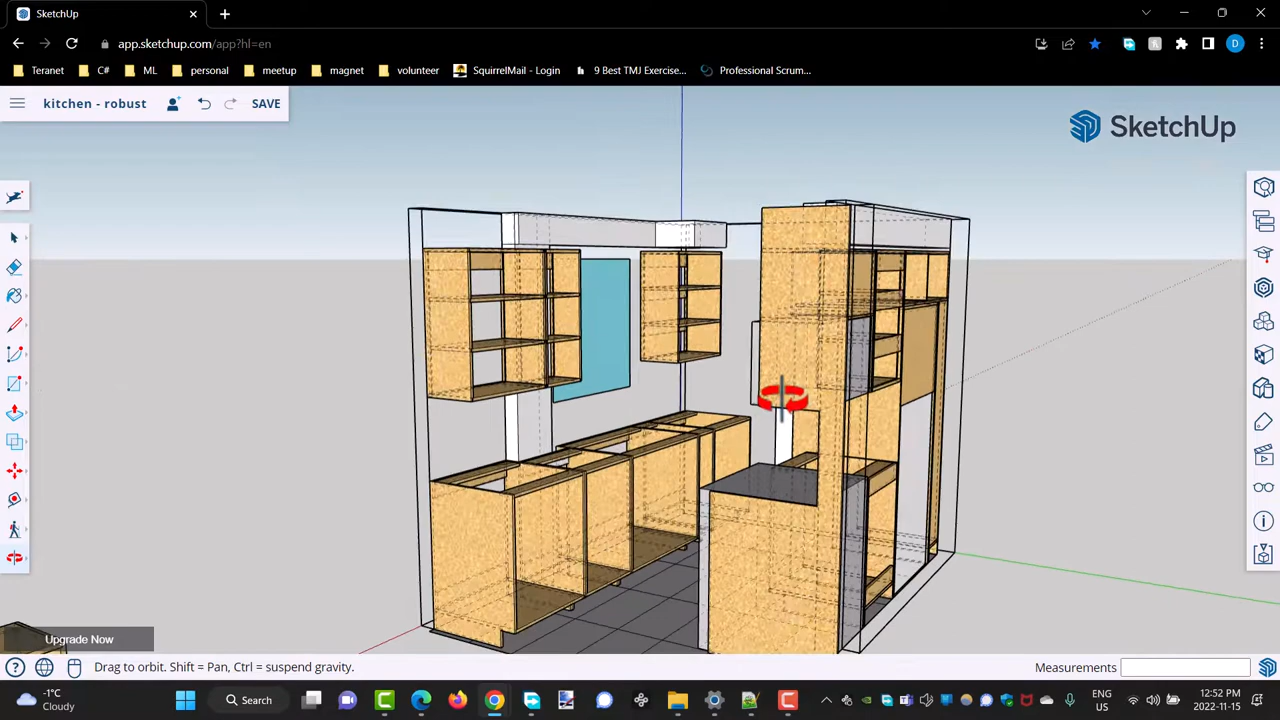 SketchUp
app.sketchup.com/app?hl=en
D
Teranet
C#
ML
personal
meetup
magnet
volunteer
SquirrelMail - Login
9 Best TMJ Exercise...
Professional Scrum...
kitchen - robust
SAVE
SketchUp
Upgrade Now
Drag to orbit. Shift = Pan, Ctrl = suspend gravity.
Measurements
-1°C
Cloudy
Search
ENG
US
12:52 PM
2022-11-15